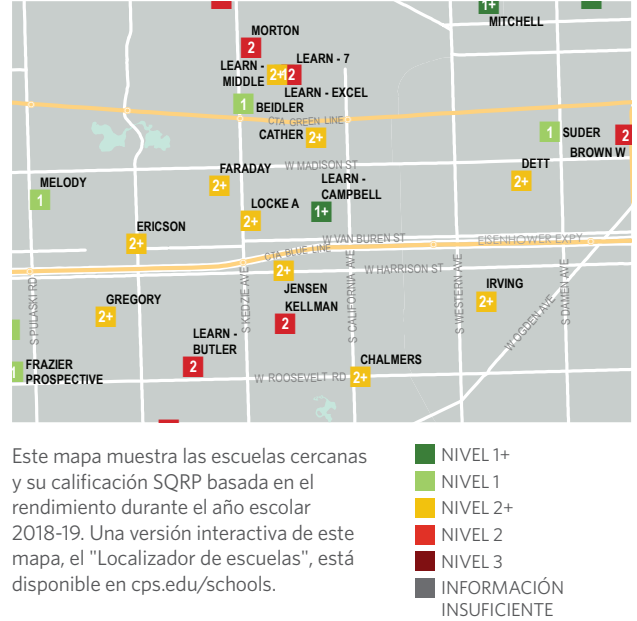 MORTON
1+
MITCHELL
2
LEARN - 7
LEARN -
MIDDLE
2+
2
LEARN - EXCEL
1
BEIDLER
CTA GREEN LINE
CATHER
2+
1
SUDER
2
BROWN W
W MADISON ST
DETT
2+
MELODY
1
FARADAY
2+
LEARN -
CAMPBELL
1+
LOCKE A
2+
ERICSON
2+
W VAN BUREN ST
EISENHOWER EXPY
CTA BLUE LINE
2+
W HARRISON ST
S PULASKI RD
S KEDZIE AVE
S CALIFORNIA AVE
S WESTERN AVE
W OGDEN AVE
S DAMEN AVE
GREGORY
2+
JENSEN
KELLMAN
2
IRVING
2+
LEARN -
BUTLER
2
CHALMERS
2+
1
FRAZIER
PROSPECTIVE
W ROOSEVELT RD
Este mapa muestra las escuelas cercanas
y su calificación SQRP basada en el
rendimiento durante el año escolar
2018-19. Una versión interactiva de este
mapa, el "Localizador de escuelas", está
disponible en cps.edu/schools.
NIVEL 1+
NIVEL 1
NIVEL 2+
NIVEL 2
NIVEL 3
INFORMACIÓN
INSUFICIENTE